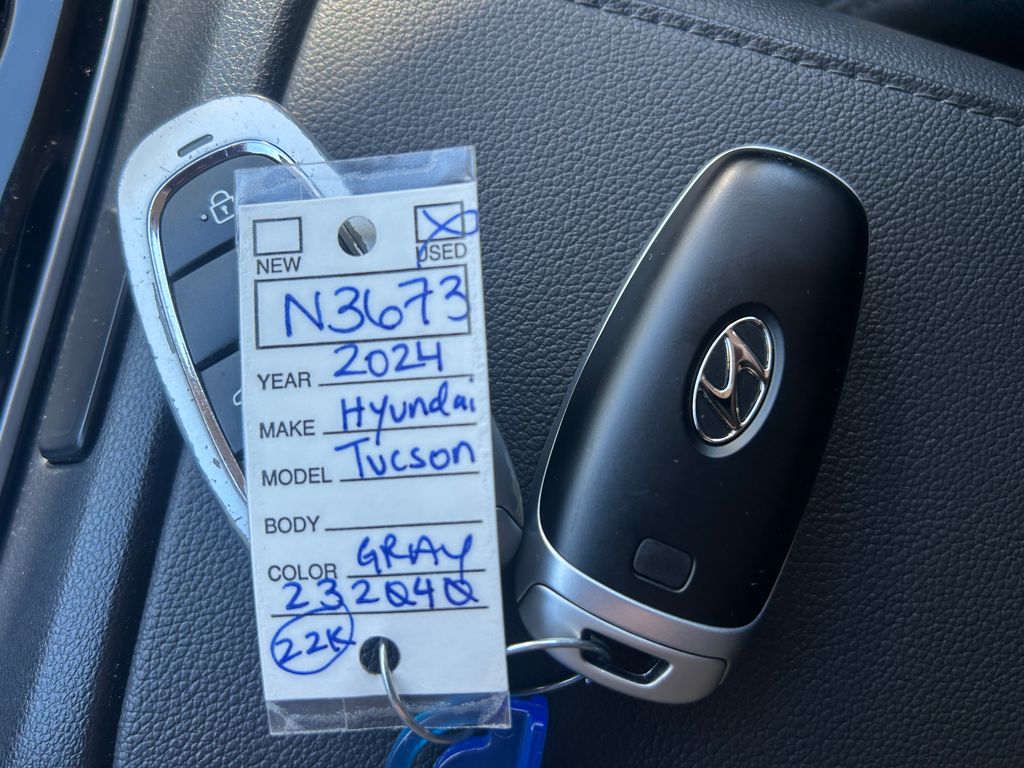 NEW USED
N3673
YEAR 2024
MAKE Hyundai
MODEL Tucson
BODY
COLOR GRAY
232040
22K